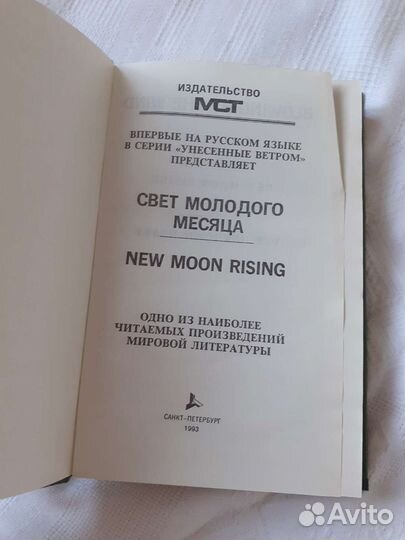 ИЗДАТЕЛЬСТВО
МСТ
ВПЕРВЫЕ НА РУССКОМ ЯЗЫКЕ
В СЕРИИ «УНЕСЕННЫЕ ВЕТРОМ»
ПРЕДСТАВЛЯЕТ
СВЕТ МОЛОДОГО
МЕСЯЦА
NEW MOON RISING
ОДНО ИЗ НАИБОЛЕЕ
ЧИТАЕМЫХ ПРОИЗВЕДЕНИЙ
МИРОВОЙ ЛИТЕРАТУРЫ
САНКТ-ПЕТЕРБУРГ
1993
Avito